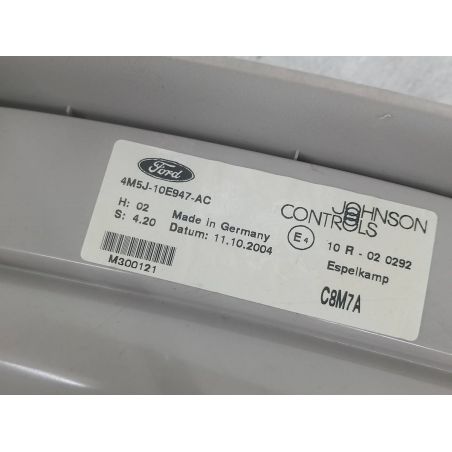 Ford
4M5J-10E947-AC
H: 02
S: 4.20
Made in Germany
Datum: 11.10.2004
M300121
JOHNSON
CONTROLS
E4
10 R - 02 0292
Espelkamp
C8M7A